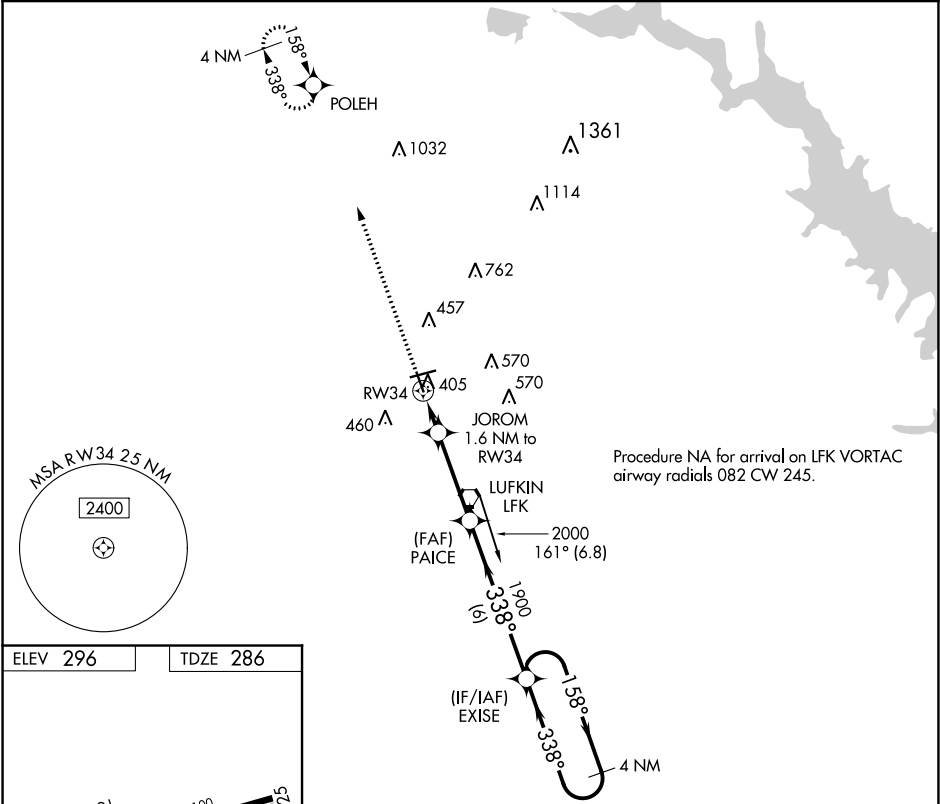 158°
4 NM
338°
POLEH
1032
1361
1114
762
457
570
RW34
405
570
460
JOROM
1.6 NM to
RW34
MSA RW34 25 NM
2400
Procedure NA for arrival on LFK VORTAC
airway radials 082 CW 245.
LUFKIN
LFK
(FAF)
PAICE
2000
161° (6.8)
1900
338°
(6)
ELEV 296
TDZE 286
(IF/IAF)
EXISE
158°
338°
4 NM